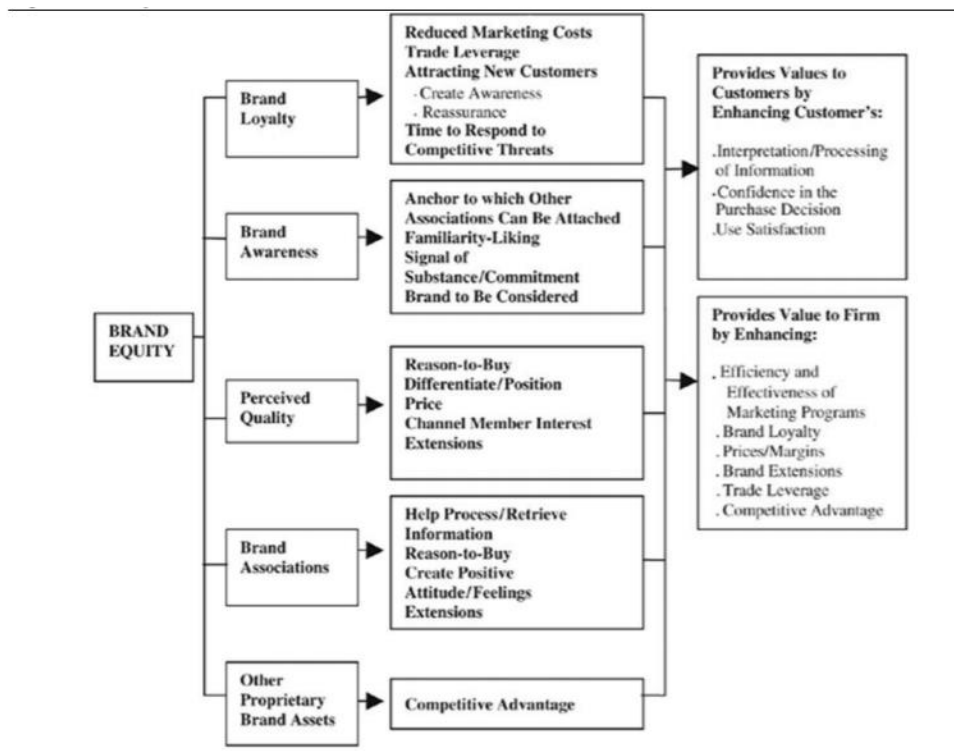 BRAND
EQUITY
Brand
Loyalty
Reduced Marketing Costs
Trade Leverage
Attracting New Customers
· Create Awareness
· Reassurance
Time to Respond to
Competitive Threats
Brand
Awareness
Anchor to which Other
Associations Can Be Attached
Familiarity-Liking
Signal of
Substance/Commitment
Brand to Be Considered
Perceived
Quality
Reason-to-Buy
Differentiate/Position
Price
Channel Member Interest
Extensions
Brand
Associations
Help Process/Retrieve
Information
Reason-to-Buy
Create Positive
Attitude/Feelings
Extensions
Other
Proprietary
Brand Assets
Competitive Advantage
Provides Values to
Customers by
Enhancing Customer's:
.Interpretation/Processing
of Information
.Confidence in the
Purchase Decision
.Use Satisfaction
Provides Value to Firm
by Enhancing:
. Efficiency and
Effectiveness of
Marketing Programs
.Brand Loyalty
.Prices/Margins
.Brand Extensions
.Trade Leverage
.Competitive Advantage